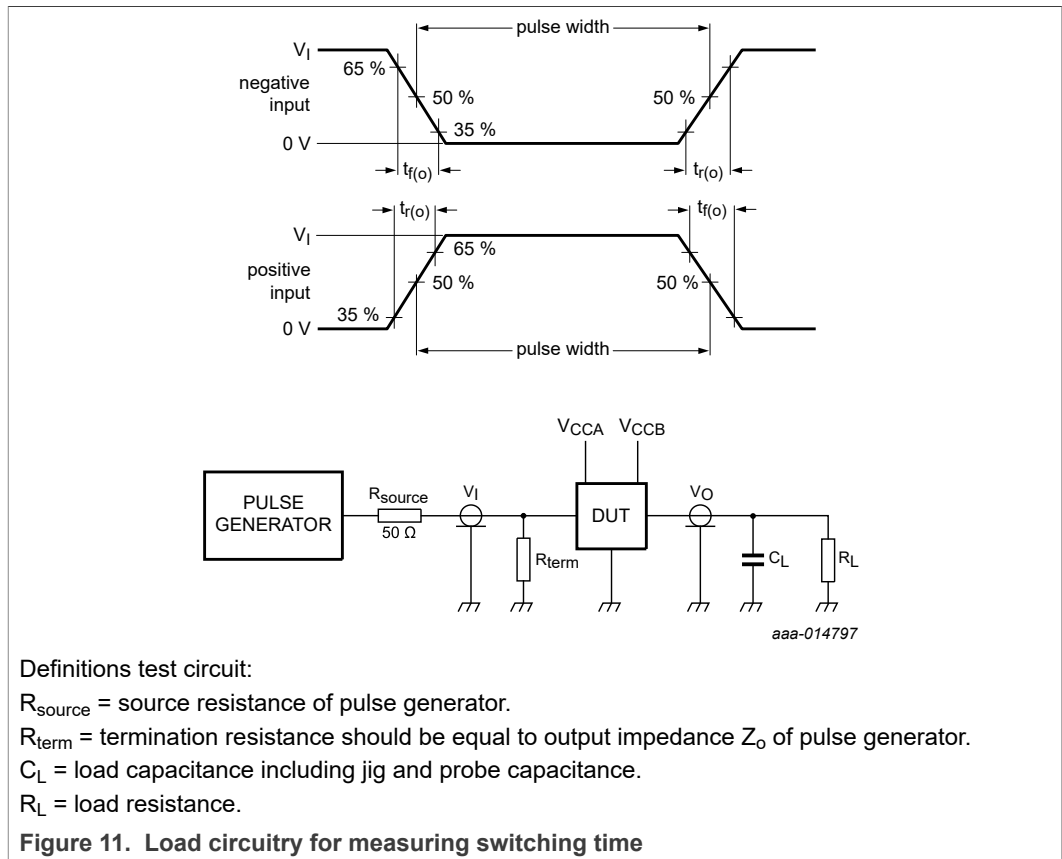 pulse width
V_I
65 %
negative
input
50 %
50 %
35 %
0 V
t_f(o)
t_r(o)
t_r(o)
t_f(o)
V_I
65 %
positive
input
50 %
50 %
35 %
0 V
pulse width
V_CCA V_CCB
PULSE
GENERATOR
R_source
50 Ω
V_I
R_term
DUT
V_O
C_L
R_L
aaa-014797
Definitions test circuit:
R_source = source resistance of pulse generator.
R_term = termination resistance should be equal to output impedance Z_o of pulse generator.
C_L = load capacitance including jig and probe capacitance.
R_L = load resistance.
Figure 11. Load circuitry for measuring switching time